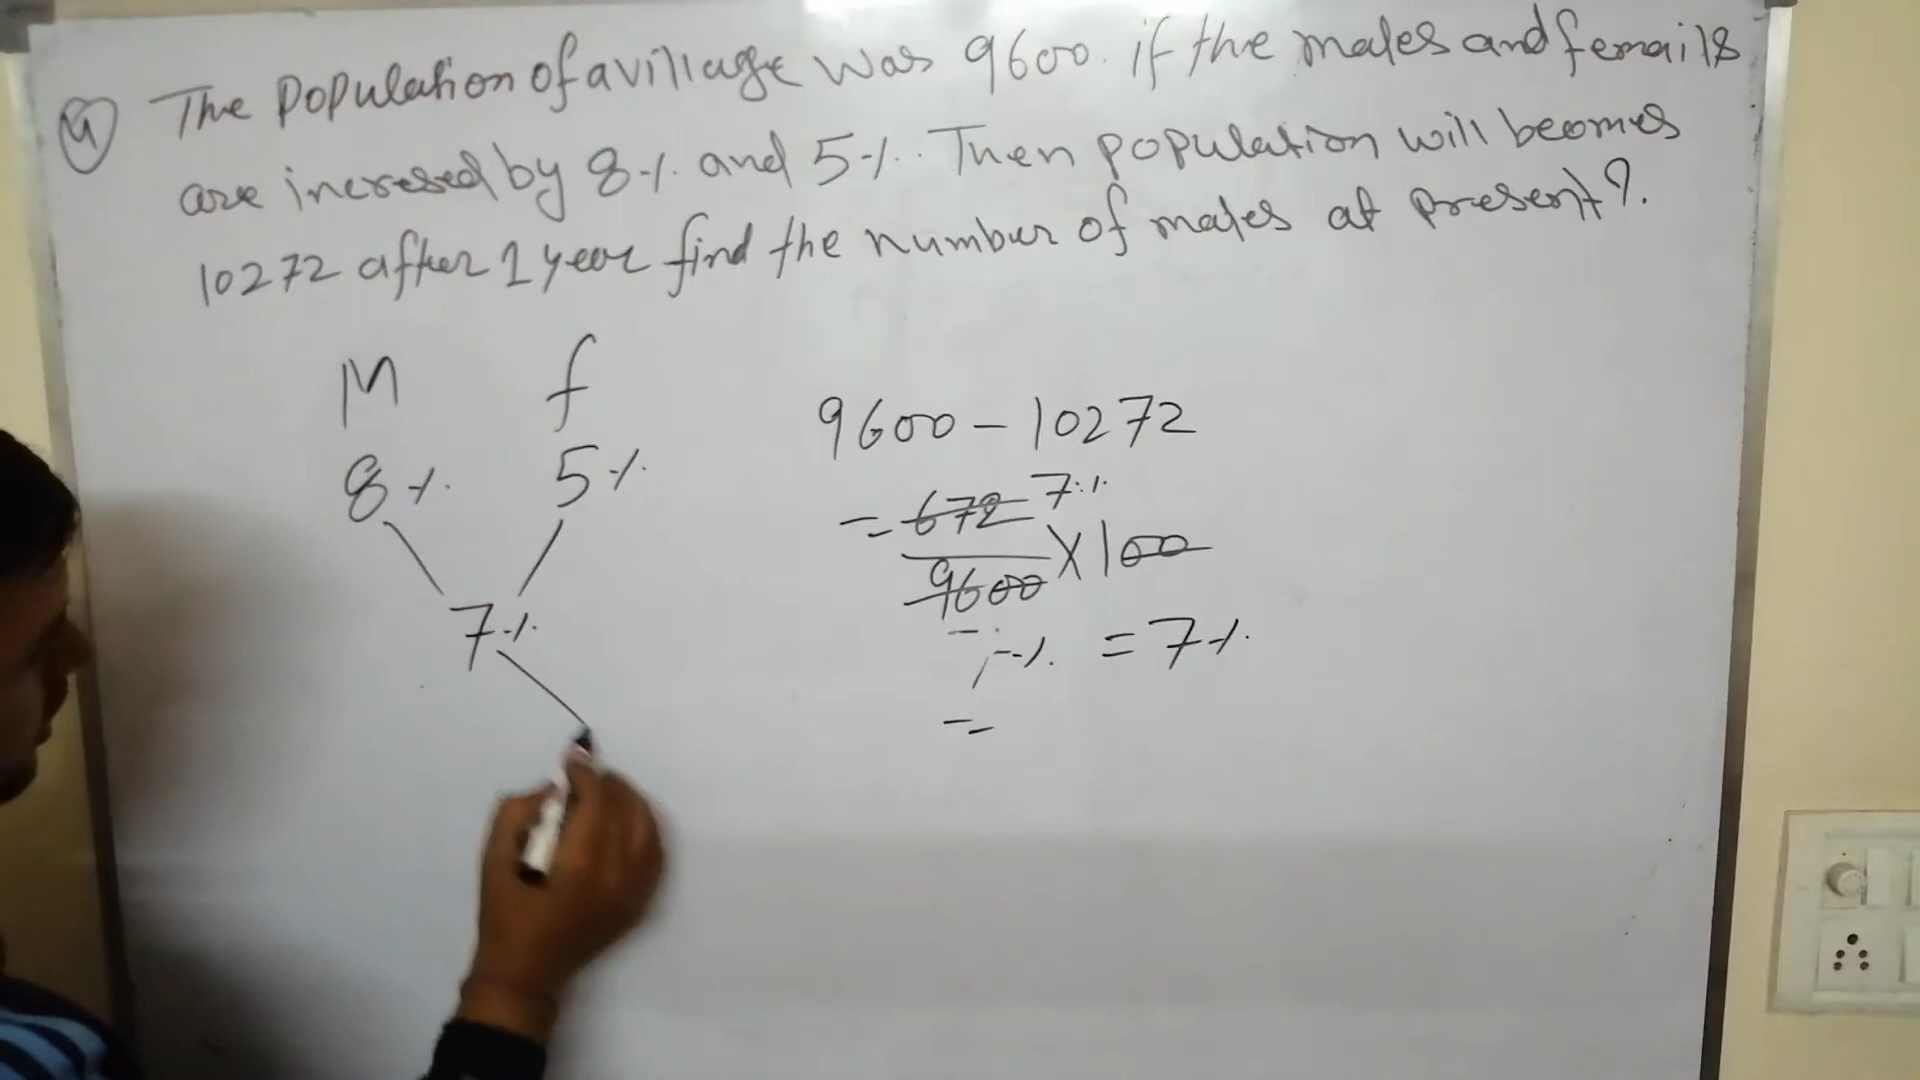 Q The Population of a village was 9600. if the males and femails
are incresed by 8% and 5%. Then population will becomes
10272 after 1 year find the number of males at present?.
M f
8% 5%
7%
9600 - 10272
= 672 7%
9600 X 100
% = 7%
=